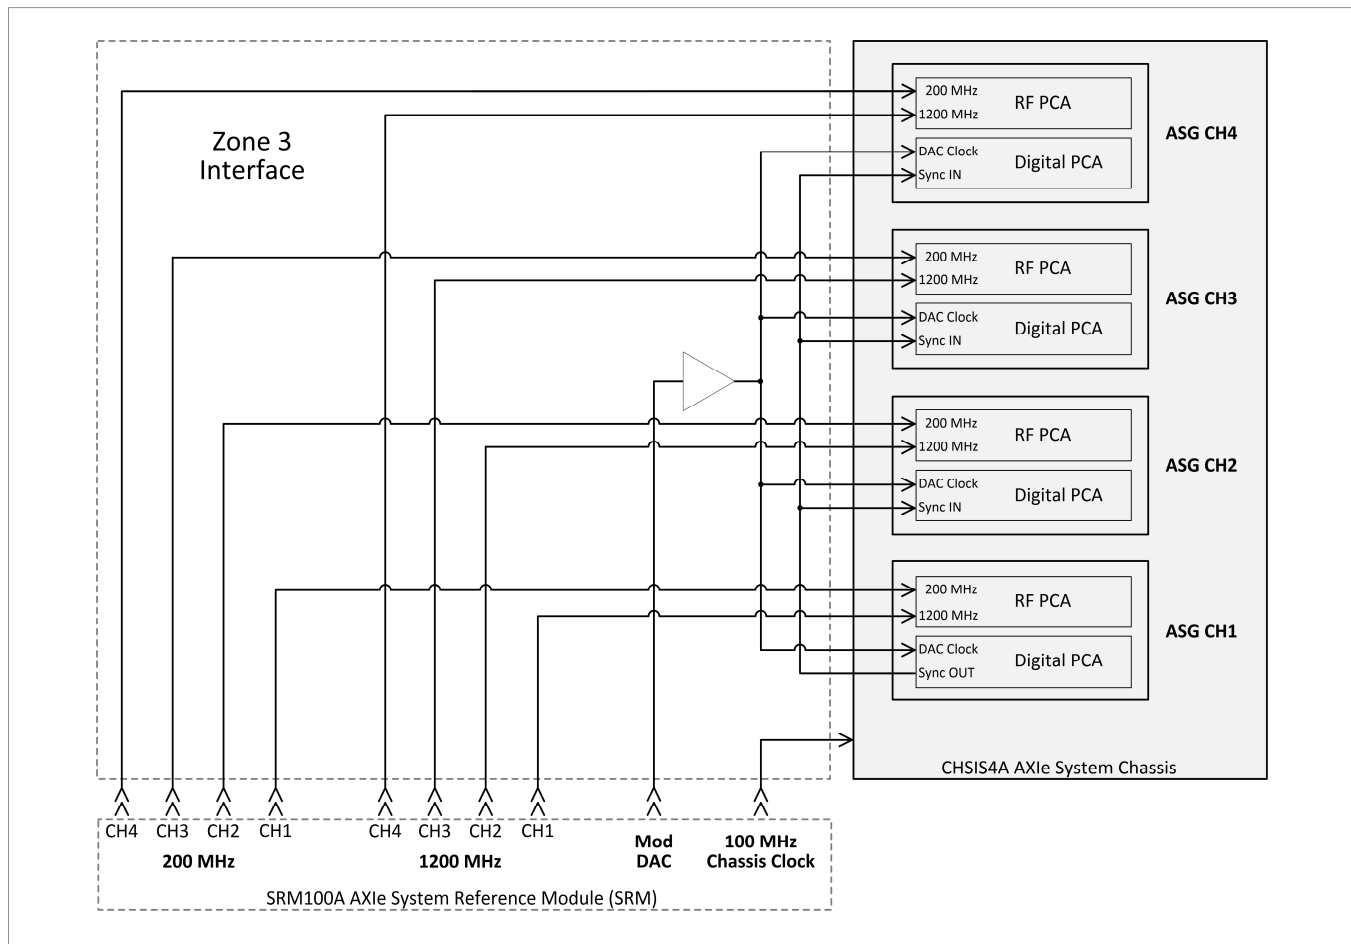 Zone 3
Interface
200 MHz
1200 MHz
RF PCA
DAC Clock
Sync IN
Digital PCA
ASG CH4
200 MHz
1200 MHz
RF PCA
DAC Clock
Sync IN
Digital PCA
ASG CH3
200 MHz
1200 MHz
RF PCA
DAC Clock
Sync IN
Digital PCA
ASG CH2
200 MHz
1200 MHz
RF PCA
DAC Clock
Sync OUT
Digital PCA
ASG CH1
CHSIS4A AXIe System Chassis
CH4 CH3 CH2 CH1
200 MHz
CH4 CH3 CH2 CH1
1200 MHz
Mod
DAC
100 MHz
Chassis Clock
SRM100A AXIe System Reference Module (SRM)